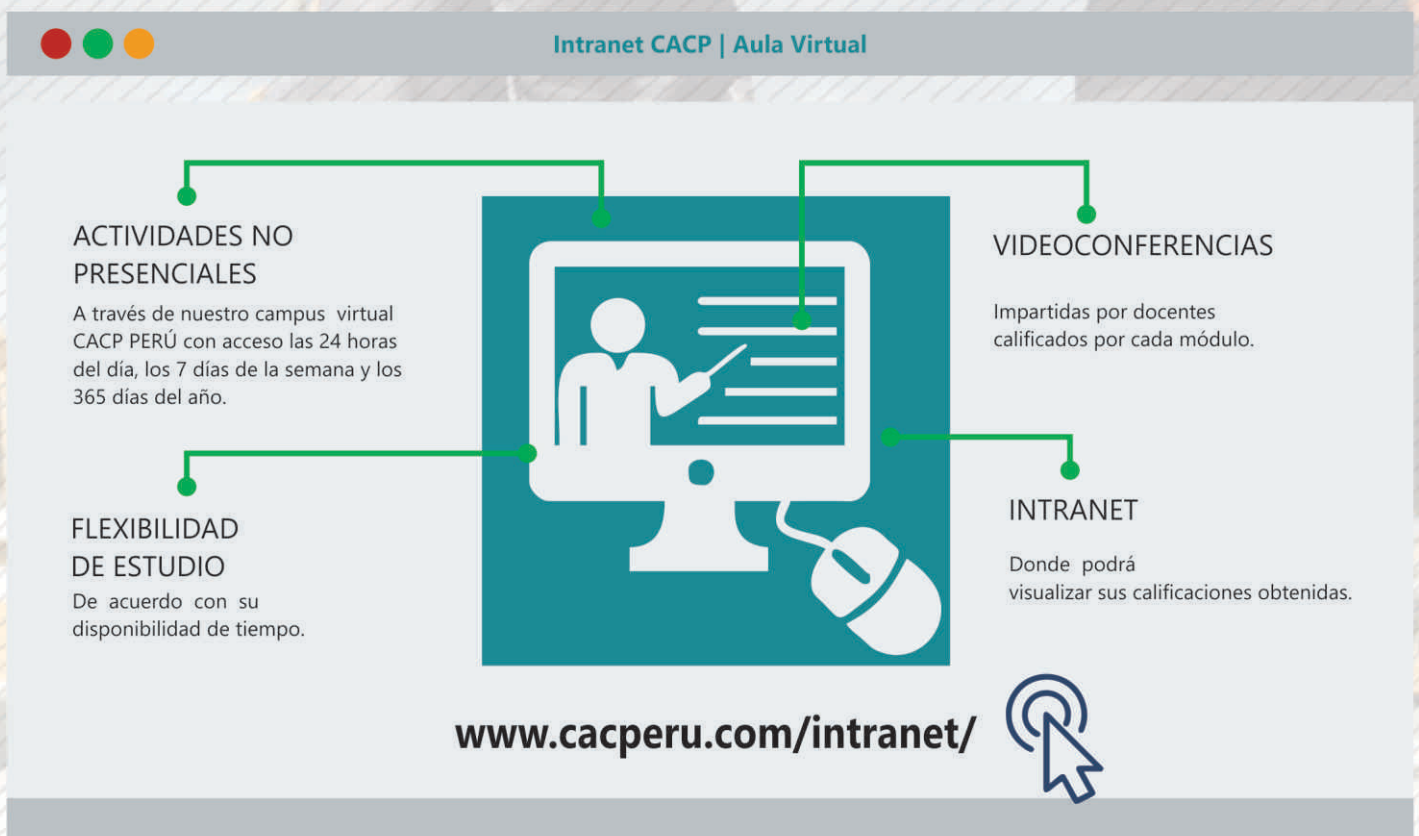 Intranet CACP | Aula Virtual
ACTIVIDADES NO
PRESENCIALES
A través de nuestro campus virtual
CACP PERÚ con acceso las 24 horas
del día, los 7 días de la semana y los
365 días del año.
FLEXIBILIDAD
DE ESTUDIO
De acuerdo con su
disponibilidad de tiempo.
VIDEOCONFERENCIAS
Impartidas por docentes
calificados por cada módulo.
INTRANET
Donde podrá
visualizar sus calificaciones obtenidas.
www.cacperu.com/intranet/